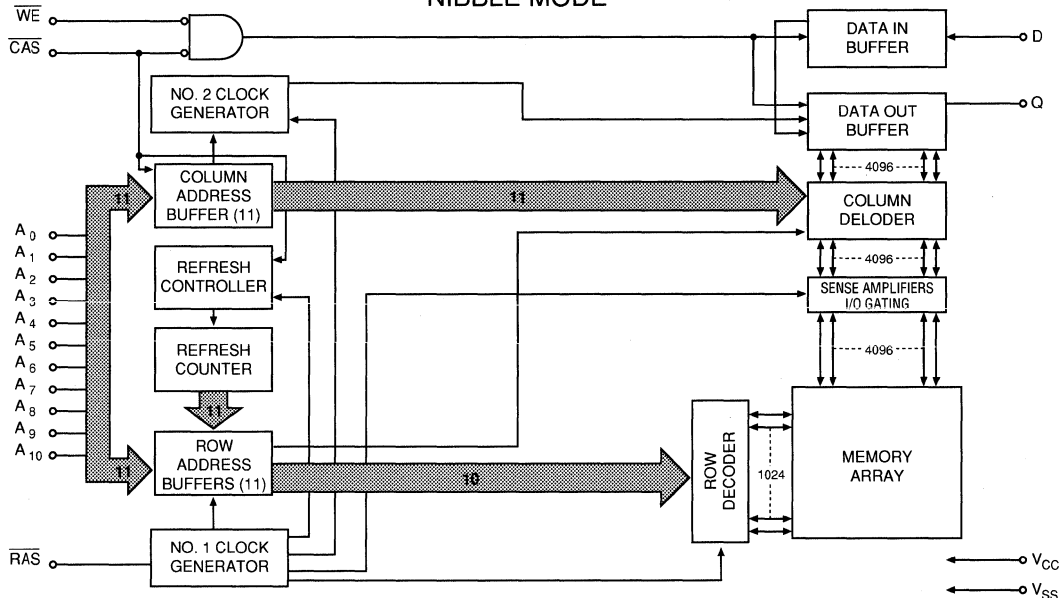 NIBBLE MODE
WE
CAS
DATA IN
BUFFER
D
NO. 2 CLOCK
GENERATOR
DATA OUT
BUFFER
Q
4096
COLUMN
ADDRESS
BUFFER (11)
11
11
COLUMN
DELODER
4096
A0
A1
A2
A3
A4
A5
A6
A7
A8
A9
A10
REFRESH
CONTROLLER
SENSE AMPLIFIERS
I/O GATING
REFRESH
COUNTER
4096
11
ROW
ADDRESS
BUFFERS (11)
11
10
ROW
DECODER
1024
MEMORY
ARRAY
RAS
NO. 1 CLOCK
GENERATOR
VCC
VSS